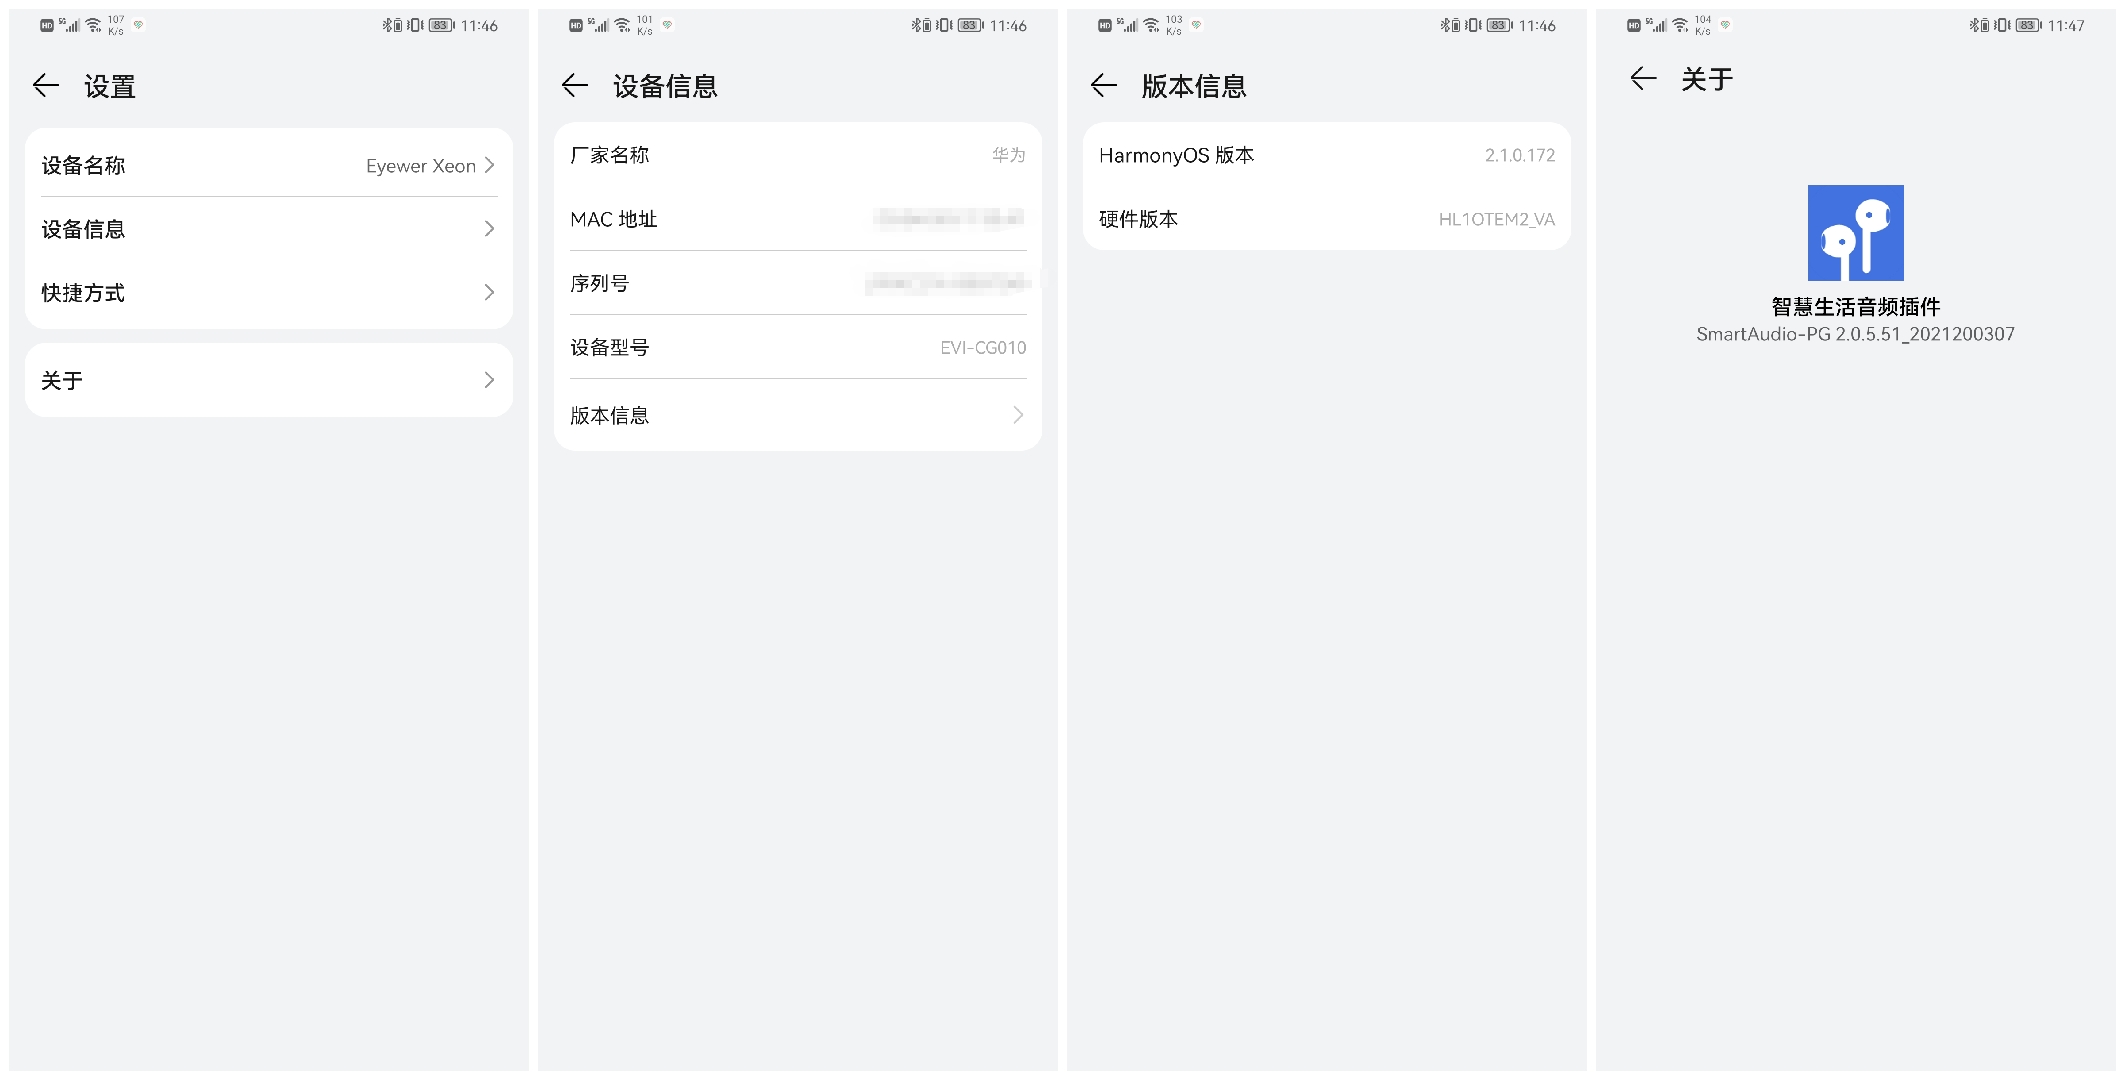 HD 5G 107 K/s 83 11:46
设置
设备名称 Eyewer Xeon
设备信息
快捷方式
关于
HD 5G 101 K/s 83 11:46
设备信息
厂家名称 华为
MAC 地址
序列号
设备型号 EVI-CG010
版本信息
HD 5G 103 K/s 83 11:46
版本信息
HarmonyOS 版本 2.1.0.172
硬件版本 HL1OTEM2_VA
HD 5G 104 K/s 83 11:47
关于
智慧生活音频插件
SmartAudio-PG 2.0.5.51_2021200307